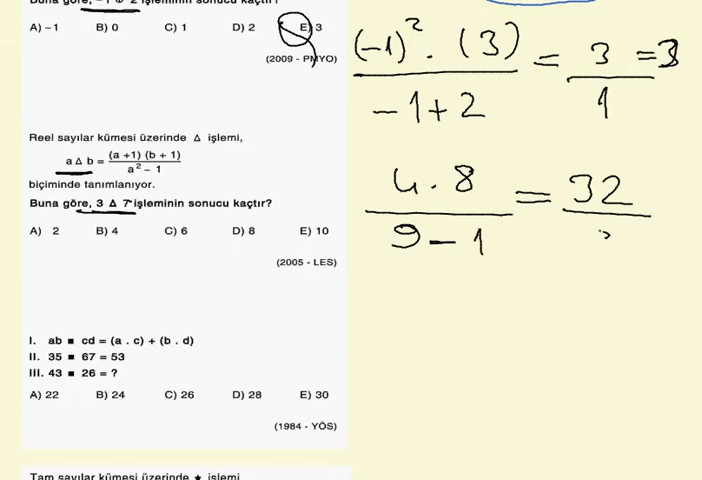 Buna göre, –1 2 işleminin sonucu kaçtır?
A) –1 B) 0 C) 1 D) 2 E) 3
(2009 - PMYO)
(-1)² . (3) / -1+2 = 3 / 1 = 3
Reel sayılar kümesi üzerinde Δ işlemi,
a Δ b = (a +1) (b + 1) / a² – 1
biçiminde tanımlanıyor.
Buna göre, 3 Δ 7 işleminin sonucu kaçtır?
A) 2 B) 4 C) 6 D) 8 E) 10
(2005 - LES)
4 . 8 / 9 - 1 = 32
I. ab ■ cd = (a . c) + (b . d)
II. 35 ■ 67 = 53
III. 43 ■ 26 = ?
A) 22 B) 24 C) 26 D) 28 E) 30
(1984 - YÖS)
Tam sayılar kümesi üzerinde ★ işlemi